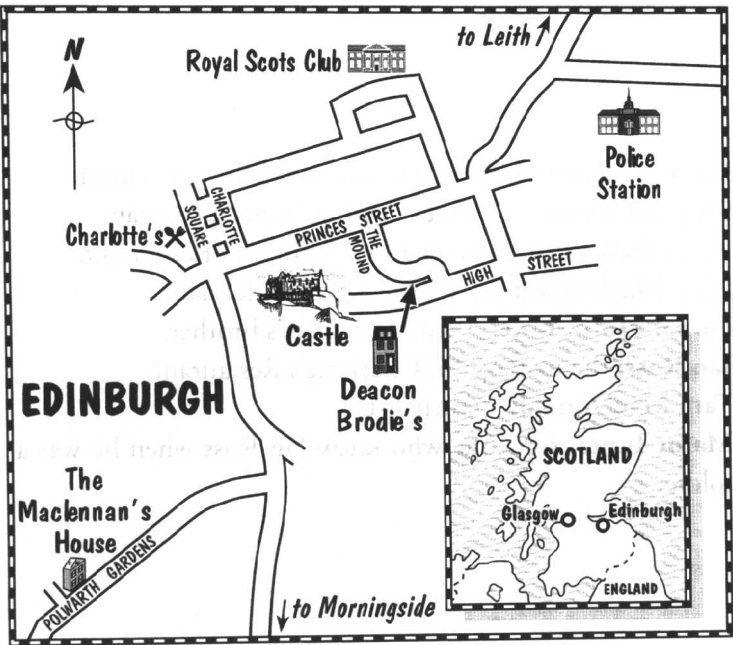 N
to Leith
Royal Scots Club
Police
Station
CHARLOTTE
SQUARE
Charlotte's
PRINCES STREET
THE
MOUND
HIGH STREET
Castle
Deacon
Brodie's
EDINBURGH
The
Maclennan's
House
POLWARTH GARDENS
to Morningside
SCOTLAND
Glasgow
Edinburgh
ENGLAND